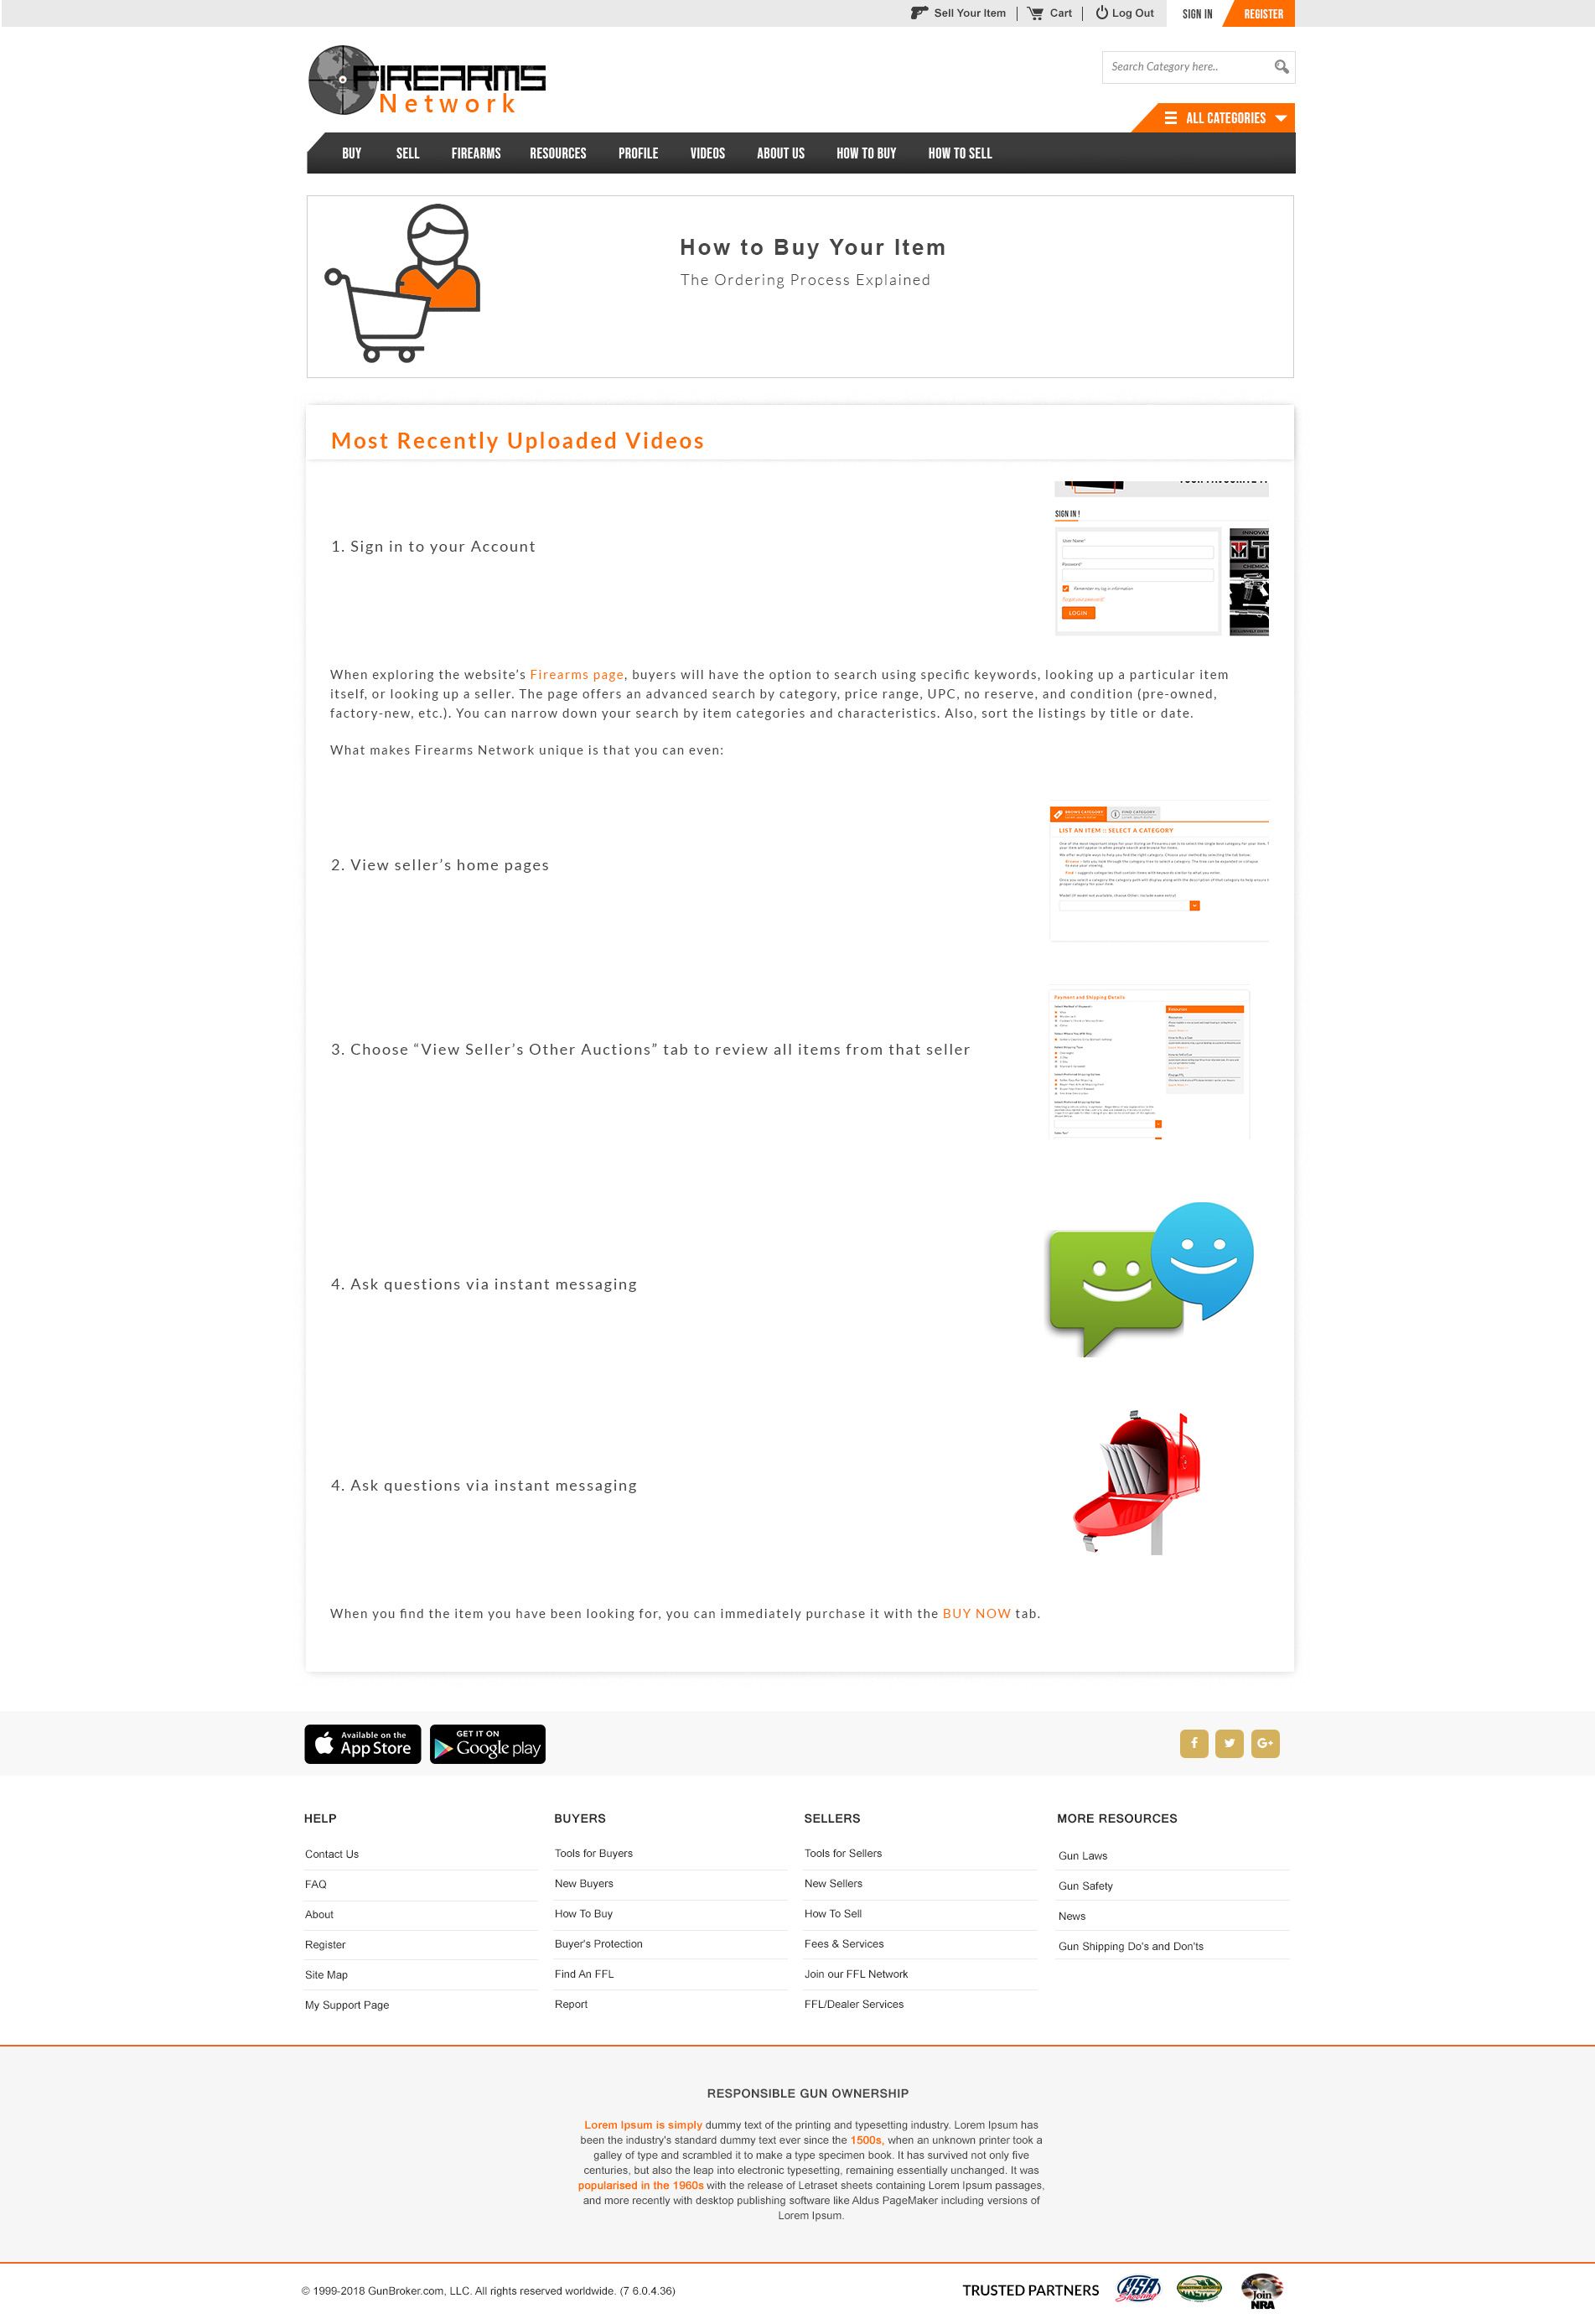 Sell Your Item
Cart
Log Out
SIGN IN
REGISTER
FIREARMS
Network
Search Category here..
ALL CATEGORIES
BUY SELL FIREARMS RESOURCES PROFILE VIDEOS ABOUT US HOW TO BUY HOW TO SELL
How to Buy Your Item
The Ordering Process Explained
Most Recently Uploaded Videos
SIGN IN !
User Name*
Password*
Remember my log in information
LOGIN
INNOVAT
CHEMICA
1. Sign in to your Account
When exploring the website's Firearms page, buyers will have the option to search using specific keywords, looking up a particular item
itself, or looking up a seller. The page offers an advanced search by category, price range, UPC, no reserve, and condition (pre-owned,
factory-new, etc.). You can narrow down your search by item categories and characteristics. Also, sort the listings by title or date.
What makes Firearms Network unique is that you can even:
FIND CATEGORY
LIST AN ITEM :: SELECT A CATEGORY
2. View seller's home pages
Payment and Shipping Details
Resources
3. Choose “View Seller's Other Auctions” tab to review all items from that seller
4. Ask questions via instant messaging
4. Ask questions via instant messaging
When you find the item you have been looking for, you can immediately purchase it with the BUY NOW tab.
Available on the
App Store
GET IT ON
Google play
f
G+
HELP
Contact Us
FAQ
About
Register
Site Map
My Support Page
BUYERS
Tools for Buyers
New Buyers
How To Buy
Buyer's Protection
Find An FFL
Report
SELLERS
Tools for Sellers
New Sellers
How To Sell
Fees & Services
Join our FFL Network
FFL/Dealer Services
MORE RESOURCES
Gun Laws
Gun Safety
News
Gun Shipping Do's and Don'ts
RESPONSIBLE GUN OWNERSHIP
Lorem Ipsum is simply dummy text of the printing and typesetting industry. Lorem Ipsum has
been the industry's standard dummy text ever since the 1500s, when an unknown printer took a
galley of type and scrambled it to make a type specimen book. It has survived not only five
centuries, but also the leap into electronic typesetting, remaining essentially unchanged. It was
popularised in the 1960s with the release of Letraset sheets containing Lorem Ipsum passages,
and more recently with desktop publishing software like Aldus PageMaker including versions of
Lorem Ipsum.
© 1999-2018 GunBroker.com, LLC. All rights reserved worldwide. (7 6.0.4.36)
TRUSTED PARTNERS
USA
Shooting
Join
NRA